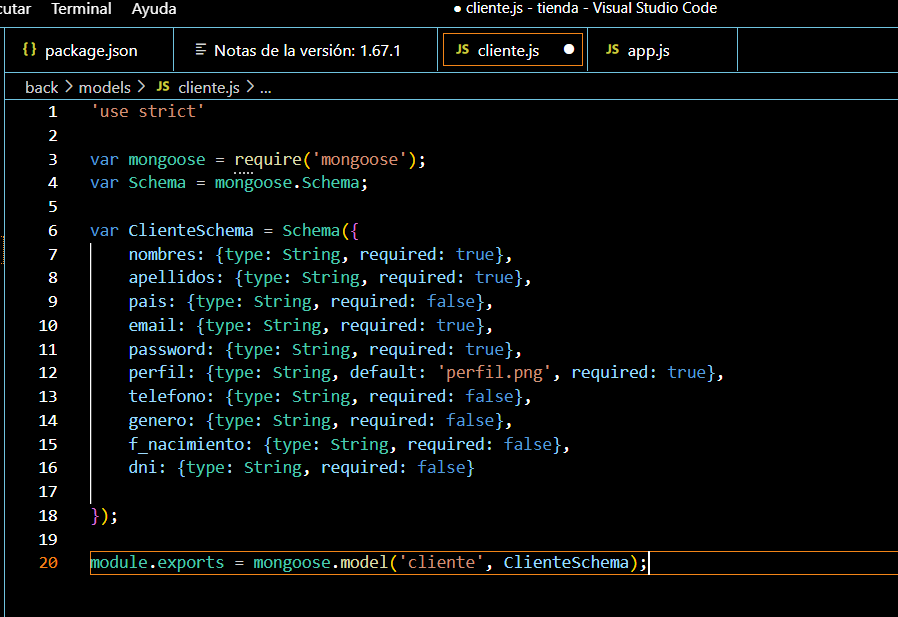 cutar Terminal Ayuda ● cliente.js - tienda - Visual Studio Code
{} package.json Notas de la versión: 1.67.1 JS cliente.js ● JS app.js
back > models > JS cliente.js > ...
1 'use strict'
2
3 var mongoose = require('mongoose');
4 var Schema = mongoose.Schema;
5
6 var ClienteSchema = Schema({
7 nombres: {type: String, required: true},
8 apellidos: {type: String, required: true},
9 pais: {type: String, required: false},
10 email: {type: String, required: true},
11 password: {type: String, required: true},
12 perfil: {type: String, default: 'perfil.png', required: true},
13 telefono: {type: String, required: false},
14 genero: {type: String, required: false},
15 f_nacimiento: {type: String, required: false},
16 dni: {type: String, required: false}
17
18 });
19
20 module.exports = mongoose.model('cliente', ClienteSchema);